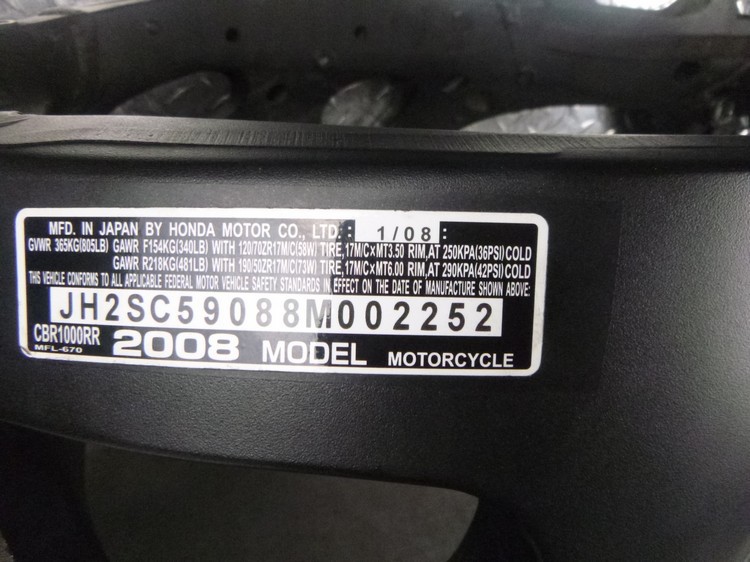 MFD. IN JAPAN BY HONDA MOTOR CO., LTD. : 1/08 :
GVWR 365KG(805LB) GAWR F154KG(340LB) WITH 120/70ZR17M/C(58W) TIRE,17M/C×MT3.50 RIM,AT 250KPA(36PSI)COLD
GAWR R218KG(481LB) WITH 190/50ZR17M/C(73W) TIRE,17M/C×MT6.00 RIM,AT 290KPA(42PSI)COLD
THIS VEHICLE CONFORMS TO ALL APPLICABLE FEDERAL MOTOR VEHICLE SAFETY STANDARDS IN EFFECT ON THE DATE OF MANUFACTURE SHOWN ABOVE:
JH2SC59088M002252
CBR1000RR 2008 MODEL MOTORCYCLE
MFL-670